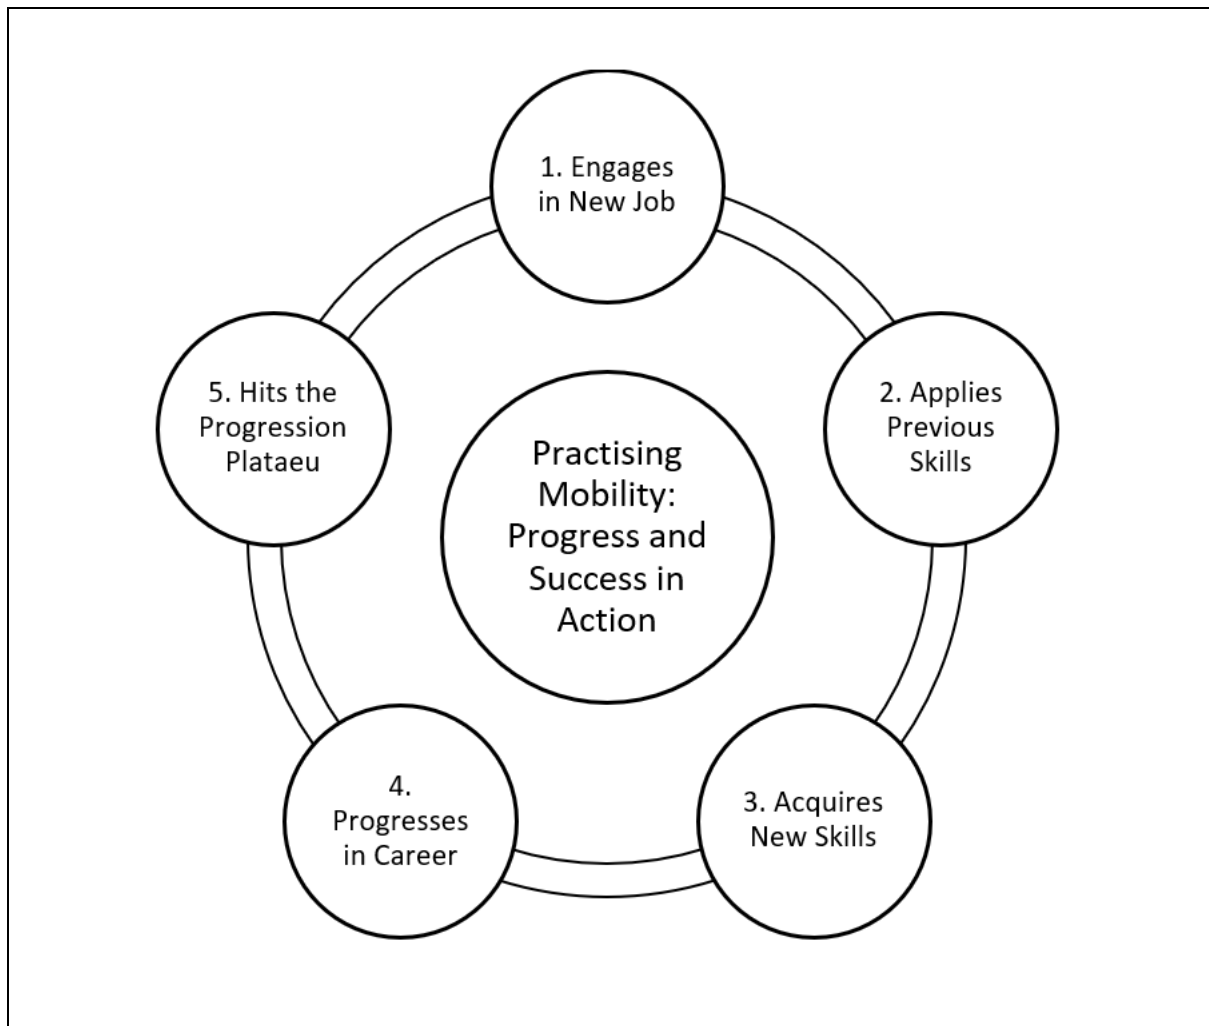 1. Engages
in New Job
2. Applies
Previous
Skills
3. Acquires
New Skills
4.
Progresses
in Career
5. Hits the
Progression
Plataeu
Practising
Mobility:
Progress and
Success in
Action